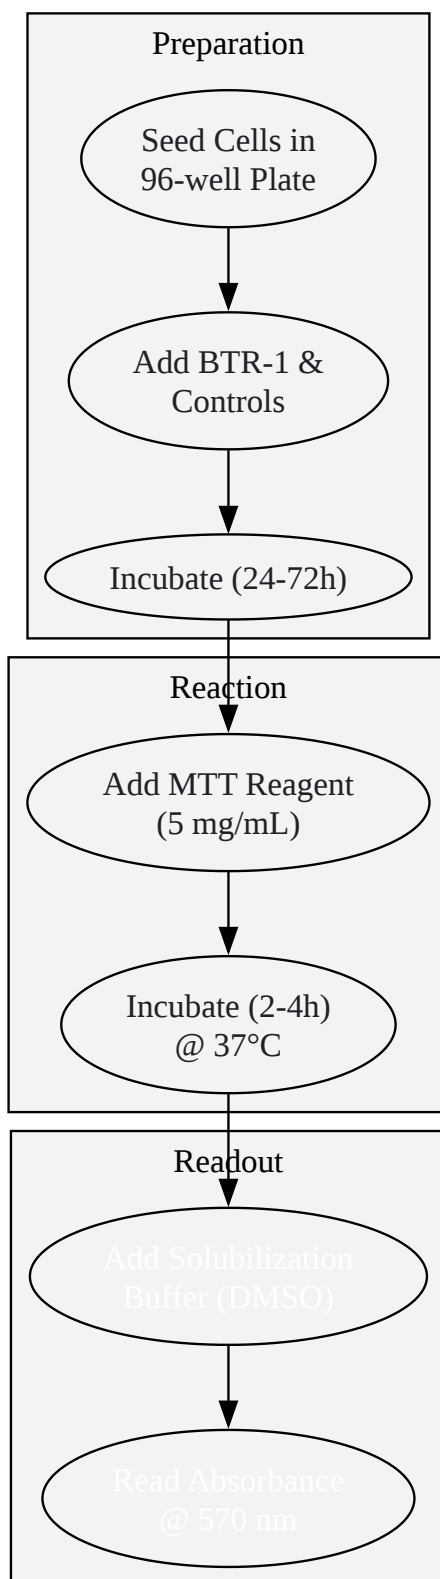 Preparation
Seed Cells in
96-well Plate
Add BTR-1 &
Controls
Incubate (24-72h)
Reaction
Add MTT Reagent
(5 mg/mL)
Incubate (2-4h)
@ 37°C
Readout
Add Solubilization
Buffer (DMSO)
Read Absorbance
@ 570 nm